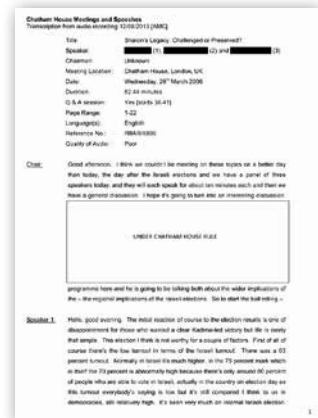 Chatham House Meetings and Speeches
Transcription from audio recording 12/08/2013 [AMC]
Title Sharon's Legacy: Challenged or Preserved?
Speaker: (1), (2) and (3)
Chairman: Unknown
Meeting Location: Chatham House, London, UK
Date: Wednesday, 29th March 2006
Duration: 62:44 minutes
Q & A session: Yes [starts 36:41]
Page Range: 1-22
Language(s): English
Reference No.:
Quality of Audio: Poor
Chair: Good afternoon. I think we couldn't be meeting on these topics on a better day
than today, the day after the Israeli elections and we have a panel of three
speakers today, and they will each speak for about ten minutes each and then we
have a general discussion. I hope it's going to turn into an interesting discussion
UNDER CHATHAM HOUSE RULE
programme here and he is going to be talking both about the wider implications of
the – the regional implications of the Israeli elections. So to start the ball rolling –
Speaker 1: Hello, good evening. The initial reaction of course to the election results is one of
disappointment for those who wanted a clear Kadima-led victory but life is rarely
that simple. This election I think is not worthy for a couple of factors. First of all of
course there's the low turnout in terms of the Israeli turnout. There was a 63
percent turnout. Normally in Israel it's much higher, in the 75 percent mark which
is itself for 75 percent is abnormally high because there's only around 90 percent
of people who are able to vote in Israel, actually in the country on election day so
this turnout everybody's saying is low but it's still compared I think to us in
democracies, still relatively high. It's seen very much an normal Israeli election
1